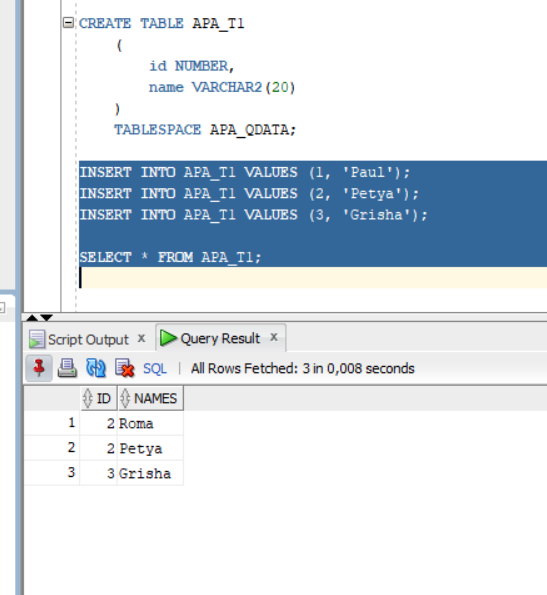 CREATE TABLE APA_T1
(
id NUMBER,
name VARCHAR2(20)
)
TABLESPACE APA_QDATA;
INSERT INTO APA_T1 VALUES (1, 'Paul');
INSERT INTO APA_T1 VALUES (2, 'Petya');
INSERT INTO APA_T1 VALUES (3, 'Grisha');
SELECT * FROM APA_T1;
Script Output x Query Result x
SQL | All Rows Fetched: 3 in 0,008 seconds
ID NAMES
1 2 Roma
2 2 Petya
3 3 Grisha